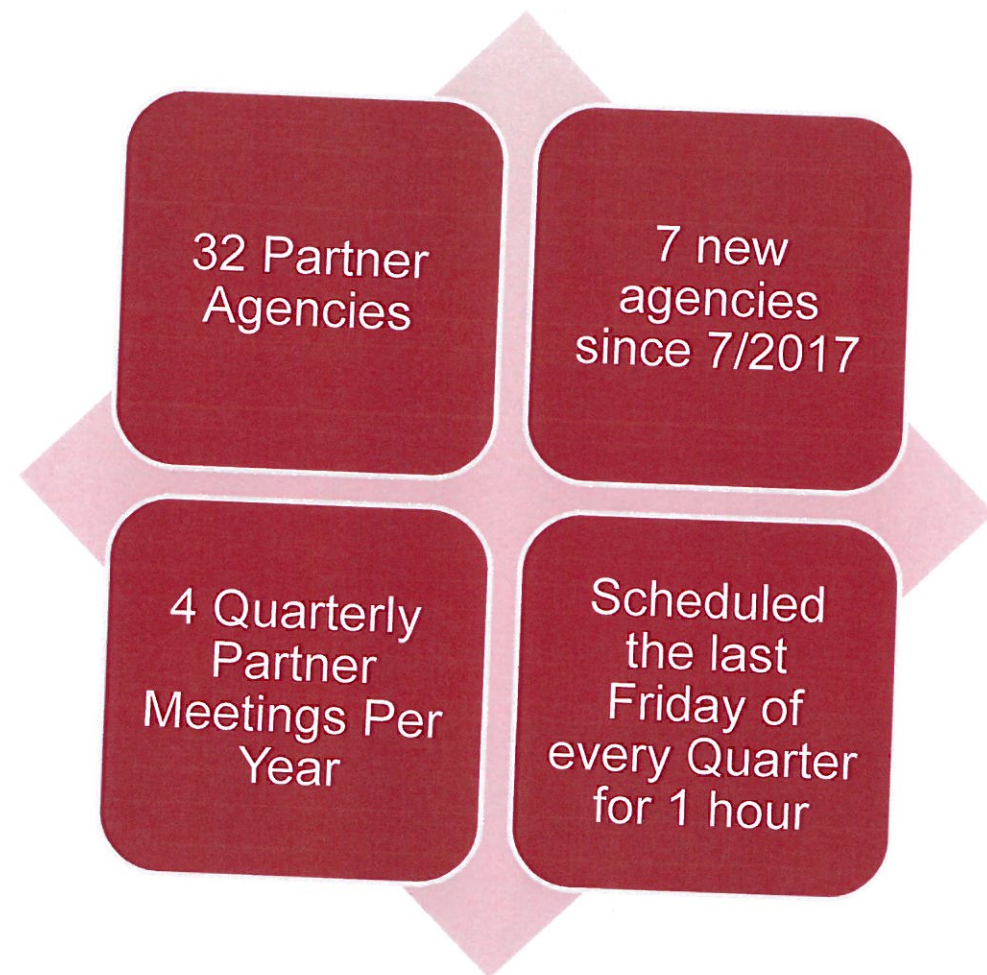 32 Partner
Agencies
7 new
agencies
since 7/2017
4 Quarterly
Partner
Meetings Per
Year
Scheduled
the last
Friday of
every Quarter
for 1 hour